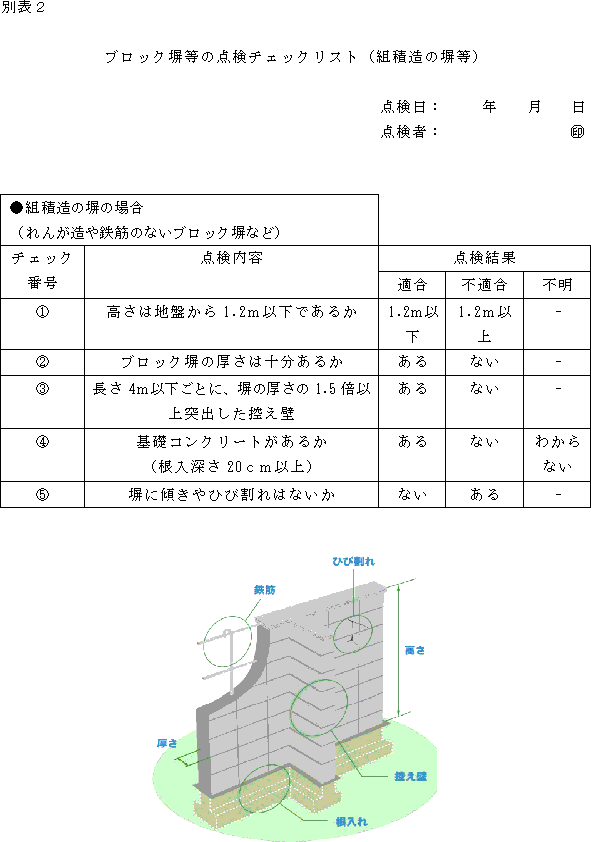 別表2
ブロック塀等の点検チェックリスト(組積造の塀等)
点検日: 年 月 日
点検者: ㊞
●組積造の塀の場合
(れんが造や鉄筋のないブロック塀など)
チェック
番号
点検内容
点検結果
適合
不適合
不明
①
高さは地盤から1.2m以下であるか
1.2m以
下
1.2m以
上
-
②
ブロック塀の厚さは十分あるか
ある
ない
-
③
長さ4m以下ごとに、塀の厚さの1.5倍以
上突出した控え壁
ある
ない
-
④
基礎コンクリートがあるか
(根入深さ20cm以上)
ある
ない
わから
ない
⑤
塀に傾きやひび割れはないか
ない
ある
-
ひび割れ
鉄筋
高さ
厚さ
控え壁
根入れ